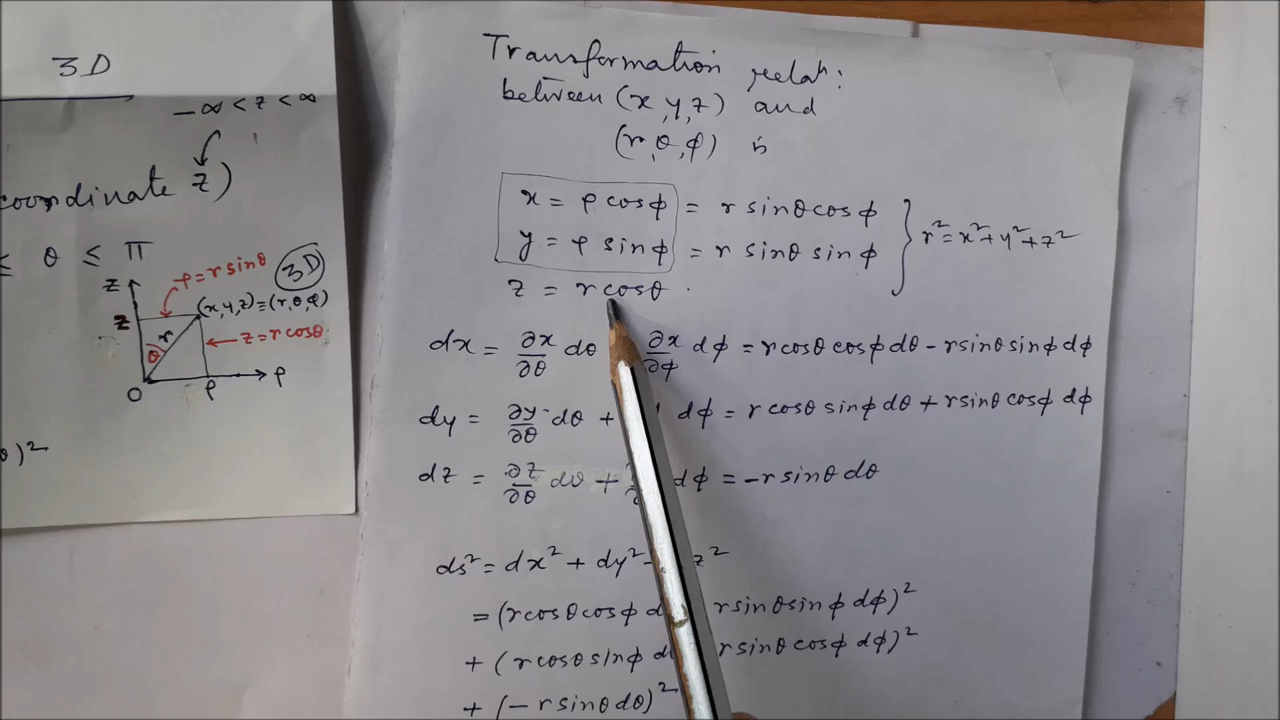 3D
-∞ < z < ∞
coordinate z)
≤ θ ≤ π
ρ = r sinθ
3D
z
z
(x,y,z) ≡ (r,θ,φ)
r
θ
← z = r cosθ
O
ρ
ρ
θ)²
Transformation relaⁿ:
between (x,y,z) and
(r,θ,φ) is
x = ρ cosφ = r sinθ cosφ
y = ρ sinφ = r sinθ sinφ
r² = x² + y² + z²
z = r cosθ
dx = ∂x/∂θ dθ ∂x/∂φ dφ = r cosθ cosφ dθ - r sinθ sinφ dφ
dy = ∂y/∂θ dθ + dφ = r cosθ sinφ dθ + r sinθ cosφ dφ
dz = ∂z/∂θ dθ + dφ = -r sinθ dθ
ds² = dx² + dy² z²
= (r cosθ cosφ d r sinθ sinφ dφ)²
+ (r cosθ sinφ d r sinθ cosφ dφ)²
+ (-r sinθ dθ)²